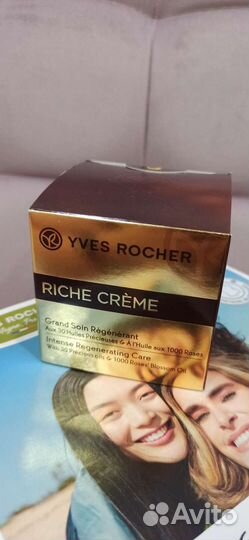 YVES ROCHER
RICHE CRÈME
Grand Soin Régénérant
Aux 30 Huiles Précieuses & À l'Huile aux 1000 Roses
Intense Regenerating Care
With 30 Precious oils & 1000 Roses' Blossom Oil
ROC
Avito